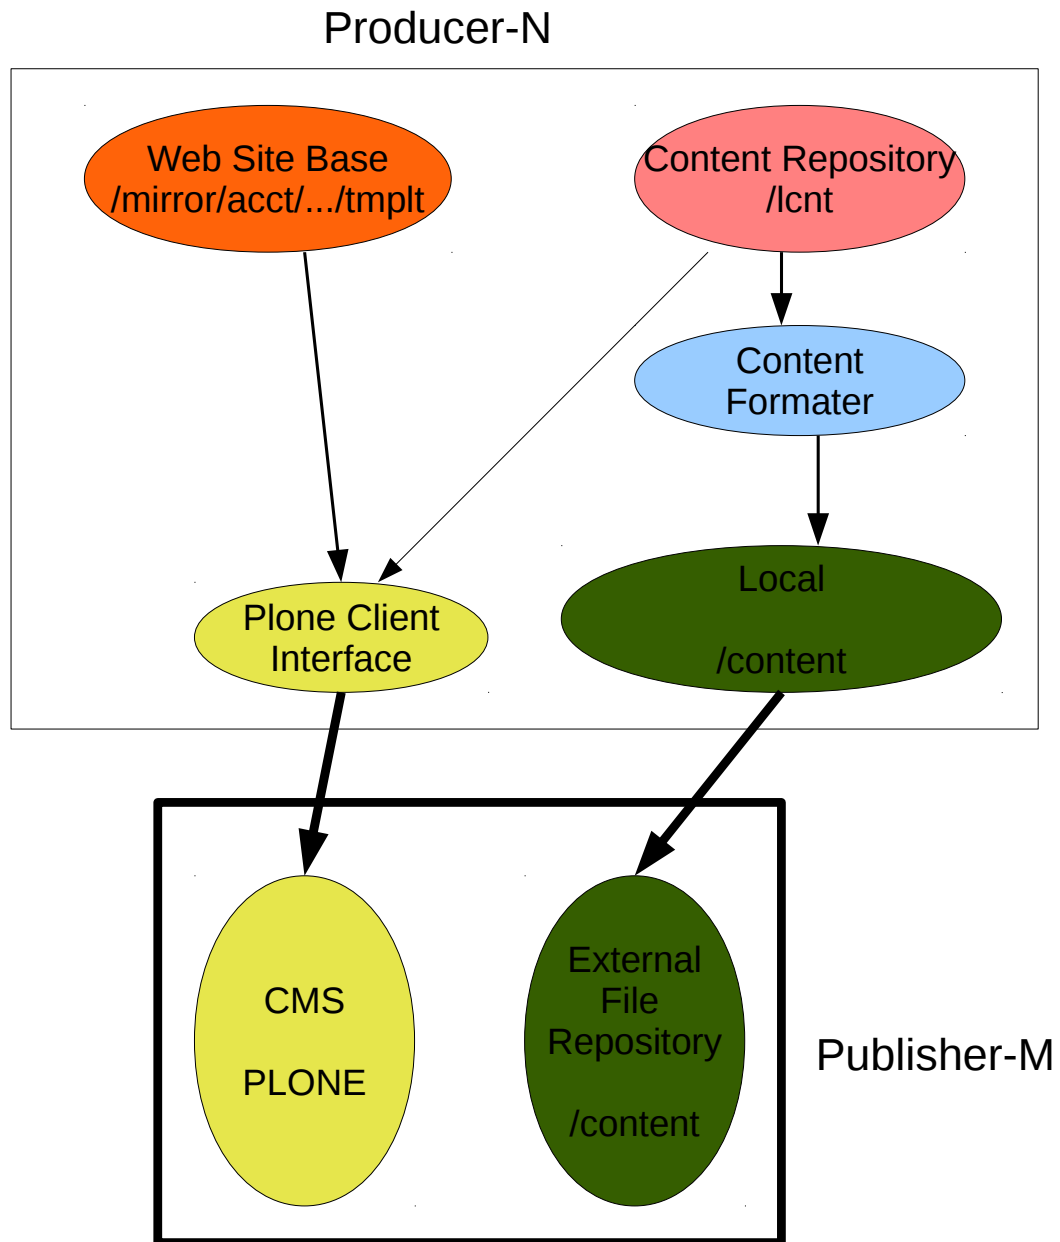 Producer-N
Web Site Base
/mirror/acct/.../tmplt
Content Repository
/lcnt
Content
Formater
Plone Client
Interface
Local
/content
CMS
PLONE
External
File
Repository
/content
Publisher-M